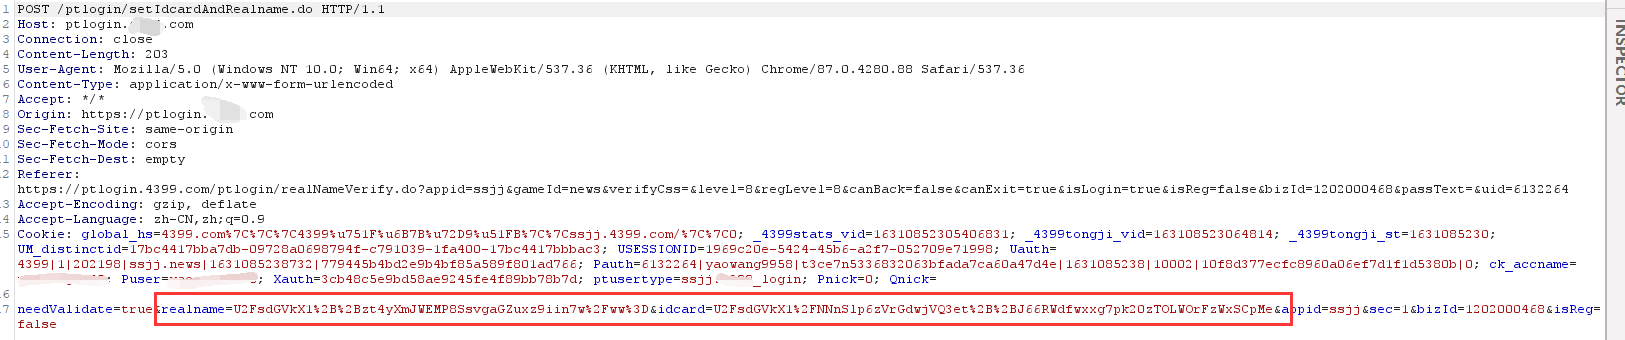 1 POST /ptlogin/setIdcardAndRealname.do HTTP/1.1
2 Host: ptlogin. .com
3 Connection: close
4 Content-Length: 203
5 User-Agent: Mozilla/5.0 (Windows NT 10.0; Win64; x64) AppleWebKit/537.36 (KHTML, like Gecko) Chrome/87.0.4280.88 Safari/537.36
6 Content-Type: application/x-www-form-urlencoded
7 Accept: */*
8 Origin: https://ptlogin. com
9 Sec-Fetch-Site: same-origin
.0 Sec-Fetch-Mode: cors
.1 Sec-Fetch-Dest: empty
.2 Referer:
https://ptlogin.4399.com/ptlogin/realNameVerify.do?appid=ssjj&gameId=news&verifyCss=&level=8&regLevel=8&canBack=false&canExit=true&isLogin=true&isReg=false&bizId=1202000468&passText=&uid=6132264
.3 Accept-Encoding: gzip, deflate
.4 Accept-Language: zh-CN,zh;q=0.9
.5 Cookie: global_hs=4399.com%7C%7C%7C4399%u751F%u6B7B%u72D9%u51FB%7C%7Cssjj.4399.com/%7C%7C0; _4399stats_vid=16310852305406831; _4399tongji_vid=163108523064814; _4399tongji_st=1631085230;
UM_distinctid=17bc4417bba7db-09728a0698794f-c791039-1fa400-17bc4417bbbac3; USESSIONID=1969c20e-5424-45b6-a2f7-052709e71998; Uauth=
4399|1|202198|ssjj.news|1631085238732|779445b4bd2e9b4bf85a589f801ad766; Pauth=6132264|yaowang9958|t3ce7n5336832063bfada7ca60a47d4e|1631085238|10002|10f8d377ecfc8960a06ef7d1f1d5380b|0; ck_accname=
; Puser= ; Xauth=3cb48c5e9bd58ae9245fe4f89bb78b7d; ptusertype=ssjj. _login; Pnick=0; Qnick=
.6
.7 needValidate=true&realname=U2FsdGVkX1%2B%2Bzt4yXmJWEMP8SsvgaGZuxz9iin7w%2Fww%3D&idcard=U2FsdGVkX1%2FNNnS1p6zVrGdwjVQ3et%2B%2BJ66RWdfwxxg7pk20zTOLWOrFzWxSCpMe&appid=ssjj&sec=1&bizId=1202000468&isReg=
false
INSPECTOR